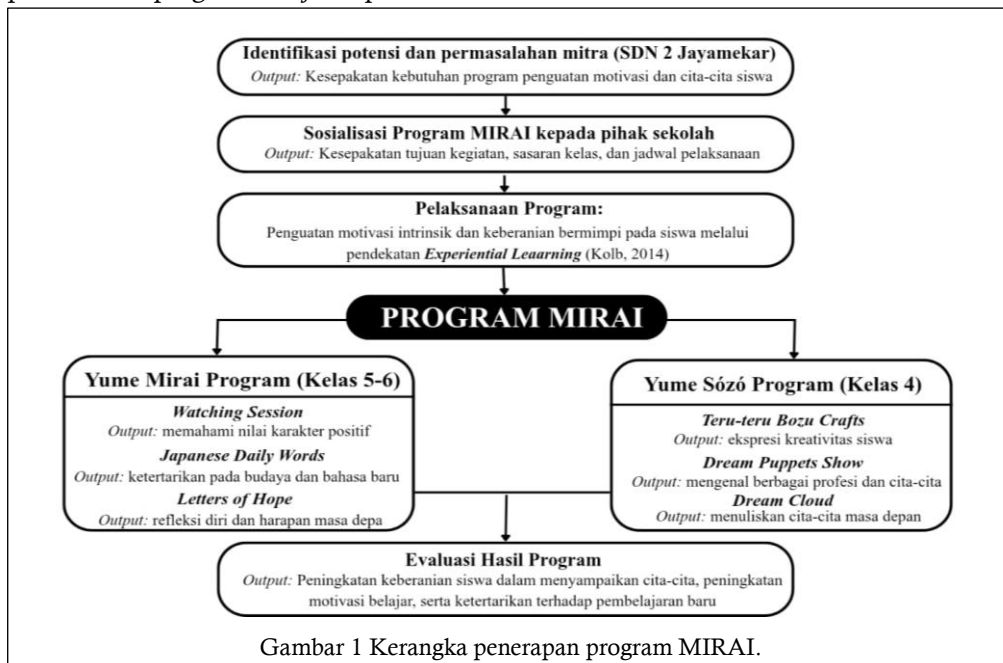 Identifikasi potensi dan permasalahan mitra (SDN 2 Jayamekar)
Output: Kesepakatan kebutuhan program penguatan motivasi dan cita-cita siswa
Sosialisasi Program MIRAI kepada pihak sekolah
Output: Kesepakatan tujuan kegiatan, sasaran kelas, dan jadwal pelaksanaan
Pelaksanaan Program:
Penguatan motivasi intrinsik dan keberanian bermimpi pada siswa melalui
pendekatan Experiential Leaarning (Kolb, 2014)
PROGRAM MIRAI
Yume Mirai Program (Kelas 5-6)
Watching Session
Output: memahami nilai karakter positif
Japanese Daily Words
Output: ketertarikan pada budaya dan bahasa baru
Letters of Hope
Output: refleksi diri dan harapan masa depa
Yume Sózó Program (Kelas 4)
Teru-teru Bozu Crafts
Output: ekspresi kreativitas siswa
Dream Puppets Show
Output: mengenal berbagai profesi dan cita-cita
Dream Cloud
Output: menuliskan cita-cita masa depan
Evaluasi Hasil Program
Output: Peningkatan keberanian siswa dalam menyampaikan cita-cita, peningkatan
motivasi belajar, serta ketertarikan terhadap pembelajaran baru
Gambar 1 Kerangka penerapan program MIRAI.